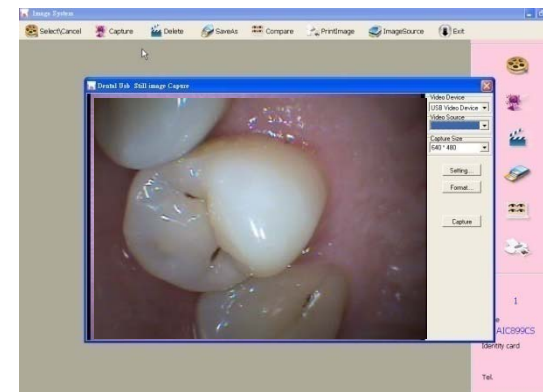 Image System
Select\Cancel Capture Delete SaveAs Compare PrintImage ImageSource Exit
Dental Usb Still image Capture
Video Device
USB Video Device
Video Source
Capture Size
640 * 480
Setting...
Format...
Capture
1
AIC899CS
Identity card
Tel.